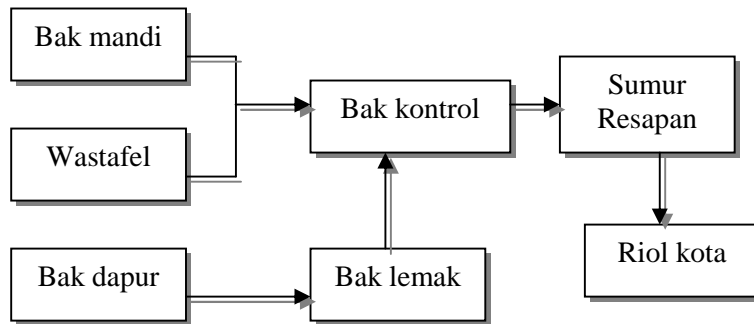 Bak mandi
Wastafel
Bak dapur
Bak kontrol
Bak lemak
Sumur
Resapan
Riol kota